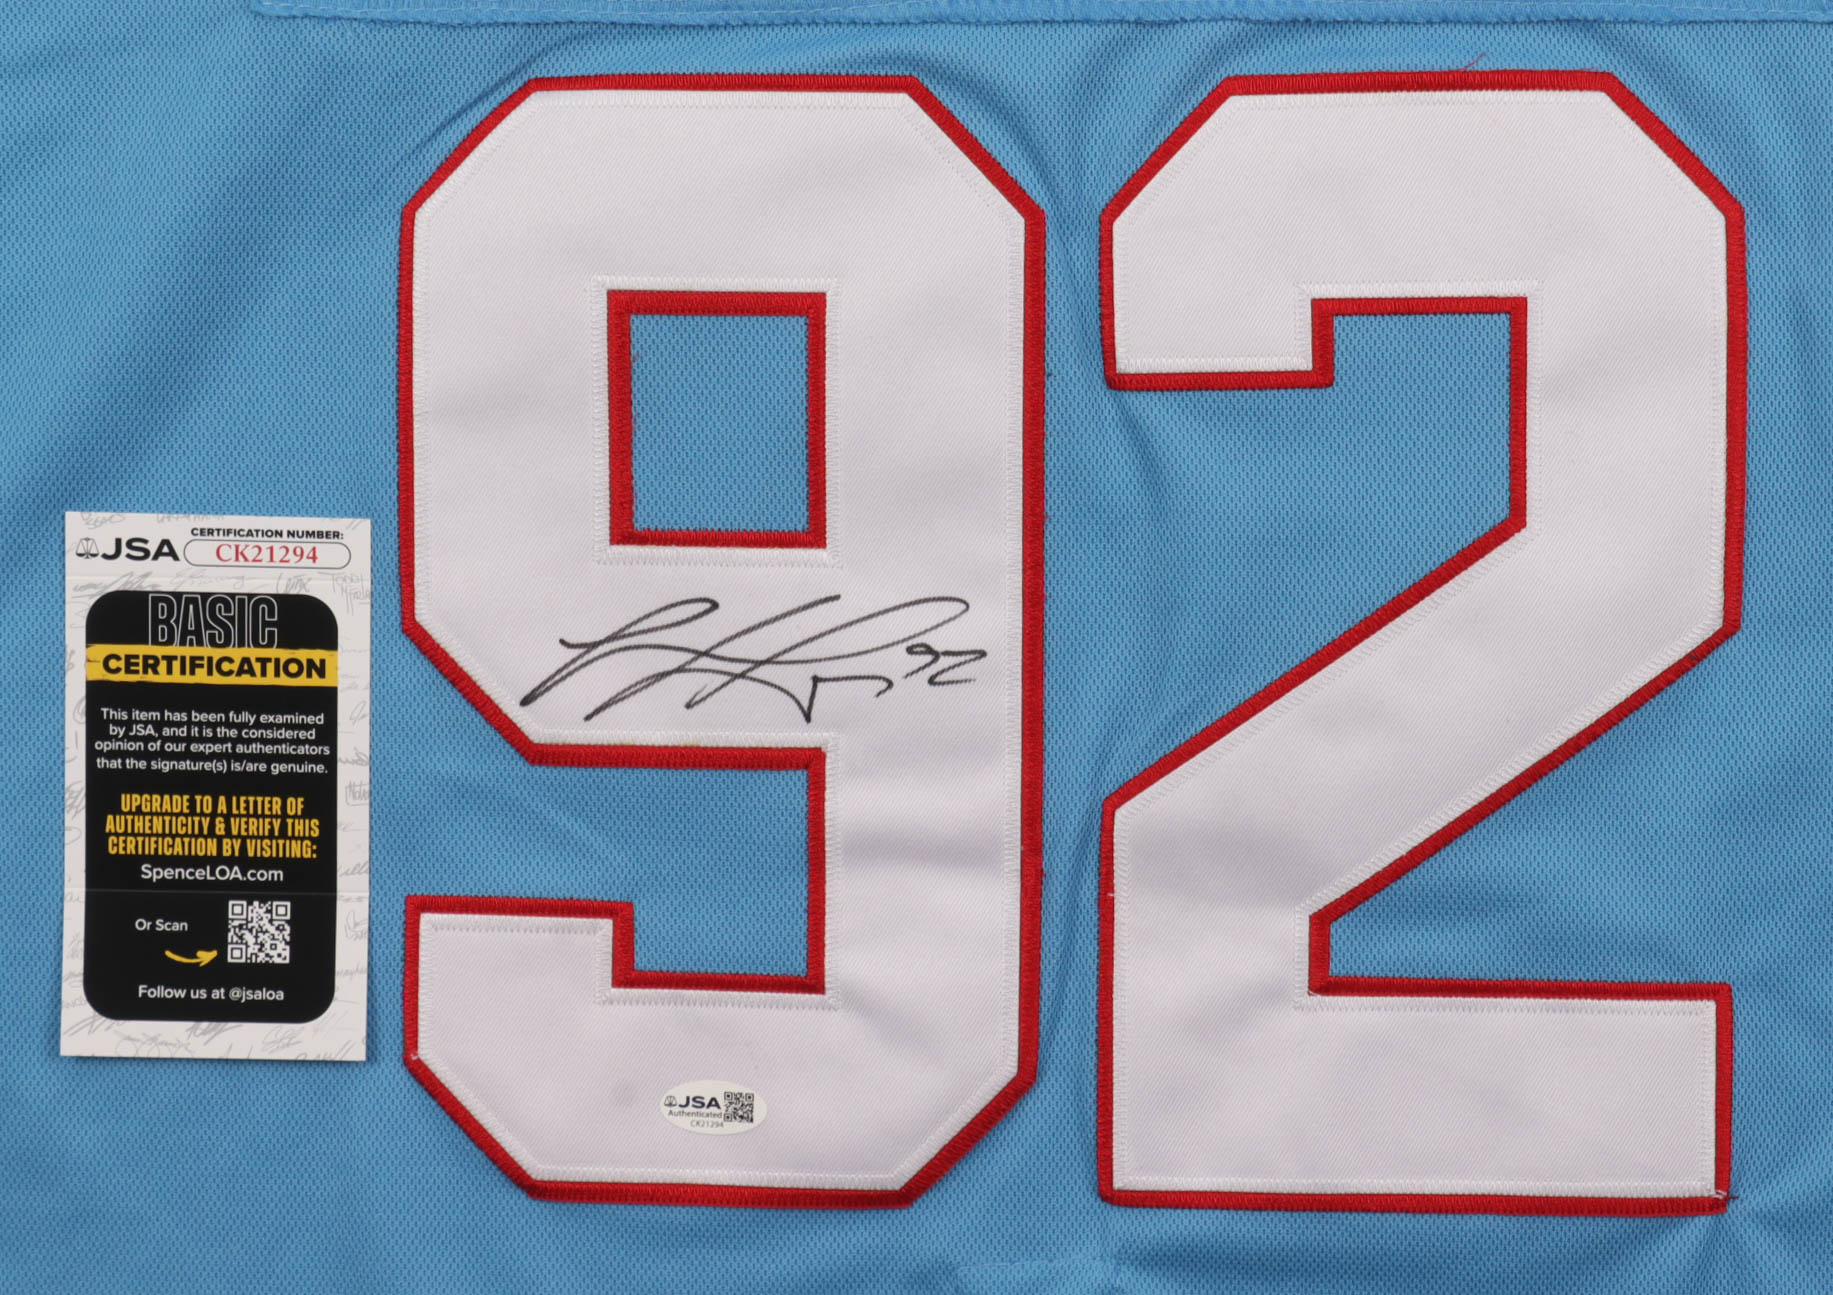 92
JSA
CERTIFICATION NUMBER:
CK21294
BASIC
CERTIFICATION
This item has been fully examined
by JSA, and it is the considered
opinion of our expert authenticators
that the signature(s) is/are genuine.
UPGRADE TO A LETTER OF
AUTHENTICITY & VERIFY THIS
CERTIFICATION BY VISITING:
SpenceLOA.com
Or Scan
Follow us at @jsaloa
92
JSA
Authenticated
CK21294